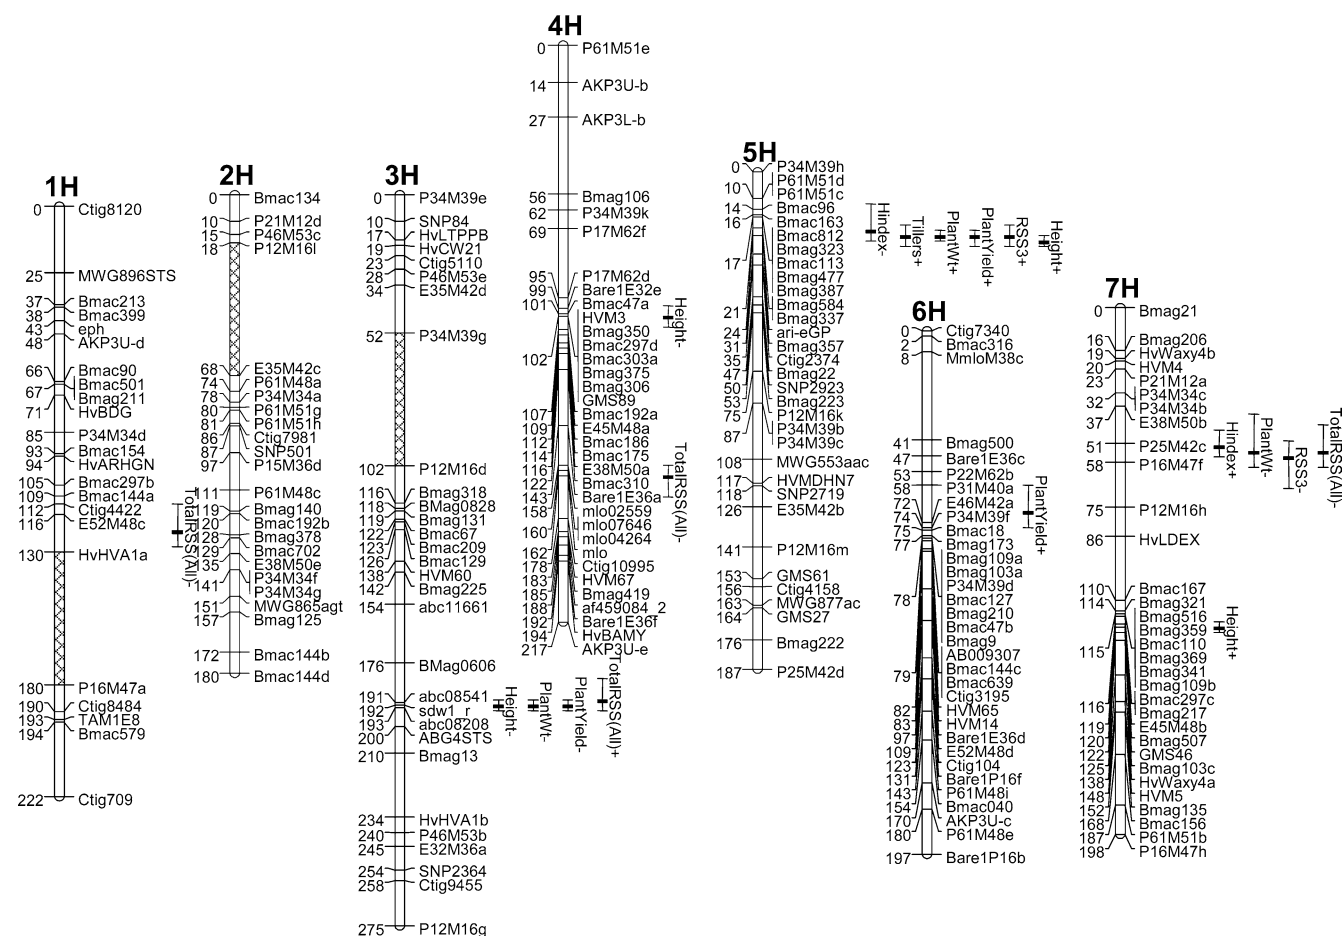 1H
0 Ctig8120
25 MWG896STS
37 Bmac213
38 Bmac399
43 eph
48 AKP3U-d
66 Bmac90
67 Bmac501
Bmag211
71 HvBDG
85 P34M34d
93 Bmac154
94 HvARHGN
105 Bmac297b
109 Bmac144a
112 Ctig4422
116 E52M48c
130 HvHVA1a
180 P16M47a
190 Ctig8484
193 TAM1E8
194 Bmac579
222 Ctig709
TotalRSS(All)-
2H
0 Bmac134
10 P21M12d
15 P46M53c
18 P12M16l
68 E35M42c
74 P61M48a
78 P34M34a
80 P61M51g
81 P61M51h
86 Ctig7981
87 SNP501
97 P15M36d
111 P61M48c
119 Bmag140
120 Bmac192b
128 Bmag378
129 Bmac702
135 E38M50e
141 P34M34f
P34M34g
151 MWG865agt
157 Bmag125
172 Bmac144b
180 Bmac144d
3H
0 P34M39e
10 SNP84
17 HvLTPPB
19 HvCW21
23 Ctig5110
28 P46M53e
34 E35M42d
52 P34M39g
102 P12M16d
116 Bmag318
118 BMag0828
119 Bmag131
122 Bmac67
123 Bmac209
126 Bmac129
138 HVM60
142 Bmag225
154 abc11661
176 BMag0606
191 abc08541
192 sdw1_r
193 abc08208
200 ABG4STS
210 Bmag13
234 HvHVA1b
240 P46M53b
245 E32M36a
254 SNP2364
258 Ctig9455
275 P12M16g
Height-
PlantWt-
PlantYield-
TotalRSS(All)+
4H
0 P61M51e
14 AKP3U-b
27 AKP3L-b
56 Bmag106
62 P34M39k
69 P17M62f
95 P17M62d
99 Bare1E32e
101 Bmac47a
HVM3
Bmag350
Bmac297d
102 Bmac303a
Bmag375
Bmag306
GMS89
107 Bmac192a
109 E45M48a
112 Bmac186
114 Bmac175
116 E38M50a
122 Bmac310
143 Bare1E36a
158 mlo02559
mlo07646
160 mlo04264
162 mlo
178 Ctig10995
183 HVM67
185 Bmag419
188 af459084_2
192 Bare1E36f
194 HvBAMY
217 AKP3U-e
Height-
TotalRSS(All)-
5H
0 P34M39h
P61M51d
10 P61M51c
14 Bmac96
16 Bmac163
Bmac812
Bmag323
17 Bmac113
Bmag477
Bmag387
Bmag584
21 Bmag337
24 ari-eGP
31 Bmag357
35 Ctig2374
47 Bmag22
50 SNP2923
53 Bmag223
75 P12M16k
P34M39b
87 P34M39c
108 MWG553aac
117 HVMDHN7
118 SNP2719
126 E35M42b
141 P12M16m
153 GMS61
156 Ctig4158
163 MWG877ac
164 GMS27
176 Bmag222
187 P25M42d
Hindex-
Tillers+
PlantWt+
PlantYield+
RSS3+
Height+
6H
0 Ctig7340
2 Bmac316
8 MmloM38c
41 Bmag500
47 Bare1E36c
53 P22M62b
58 P31M40a
72 E46M42a
74 P34M39f
75 Bmac18
77 Bmag173
Bmag109a
Bmag103a
P34M39d
78 Bmac127
Bmag210
Bmac47b
Bmag9
AB009307
79 Bmac144c
Bmac639
Ctig3195
82 HVM65
83 HVM14
97 Bare1E36d
109 E52M48d
123 Ctig104
131 Bare1P16f
143 P61M48i
154 Bmac040
170 AKP3U-c
180 P61M48e
197 Bare1P16b
PlantYield+
7H
0 Bmag21
16 Bmag206
19 HvWaxy4b
20 HVM4
23 P21M12a
P34M34c
32 P34M34b
37 E38M50b
51 P25M42c
58 P16M47f
75 P12M16h
86 HvLDEX
110 Bmac167
114 Bmag321
Bmag516
Bmag359
115 Bmac110
Bmag369
Bmag341
Bmag109b
116 Bmac297c
Bmag217
119 E45M48b
120 Bmag507
122 GMS46
125 Bmag103c
138 HvWaxy4a
148 HVM5
152 Bmag135
168 Bmac156
187 P61M51b
198 P16M47h
Hindex+
PlantWt-
RSS3-
TotalRSS(All)-
Height+